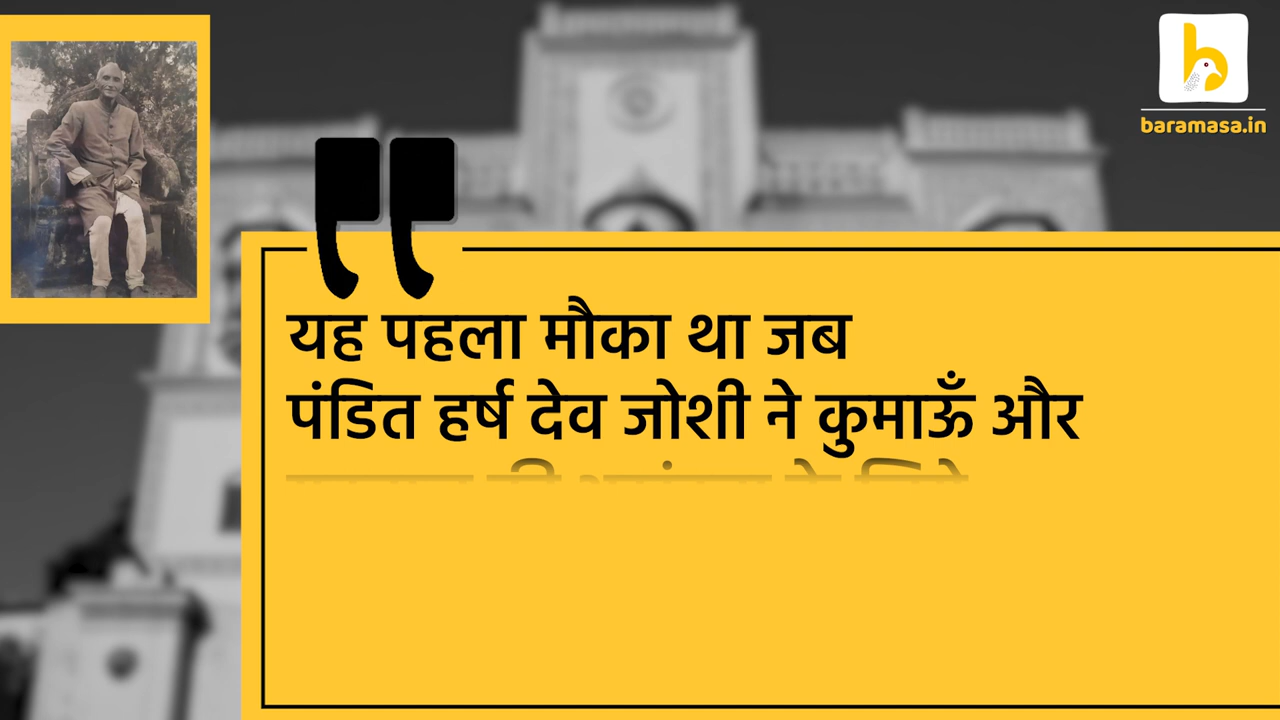 baramasa.in
यह पहला मौका था जब
पंडित हर्ष देव जोशी ने कुमाऊँ और